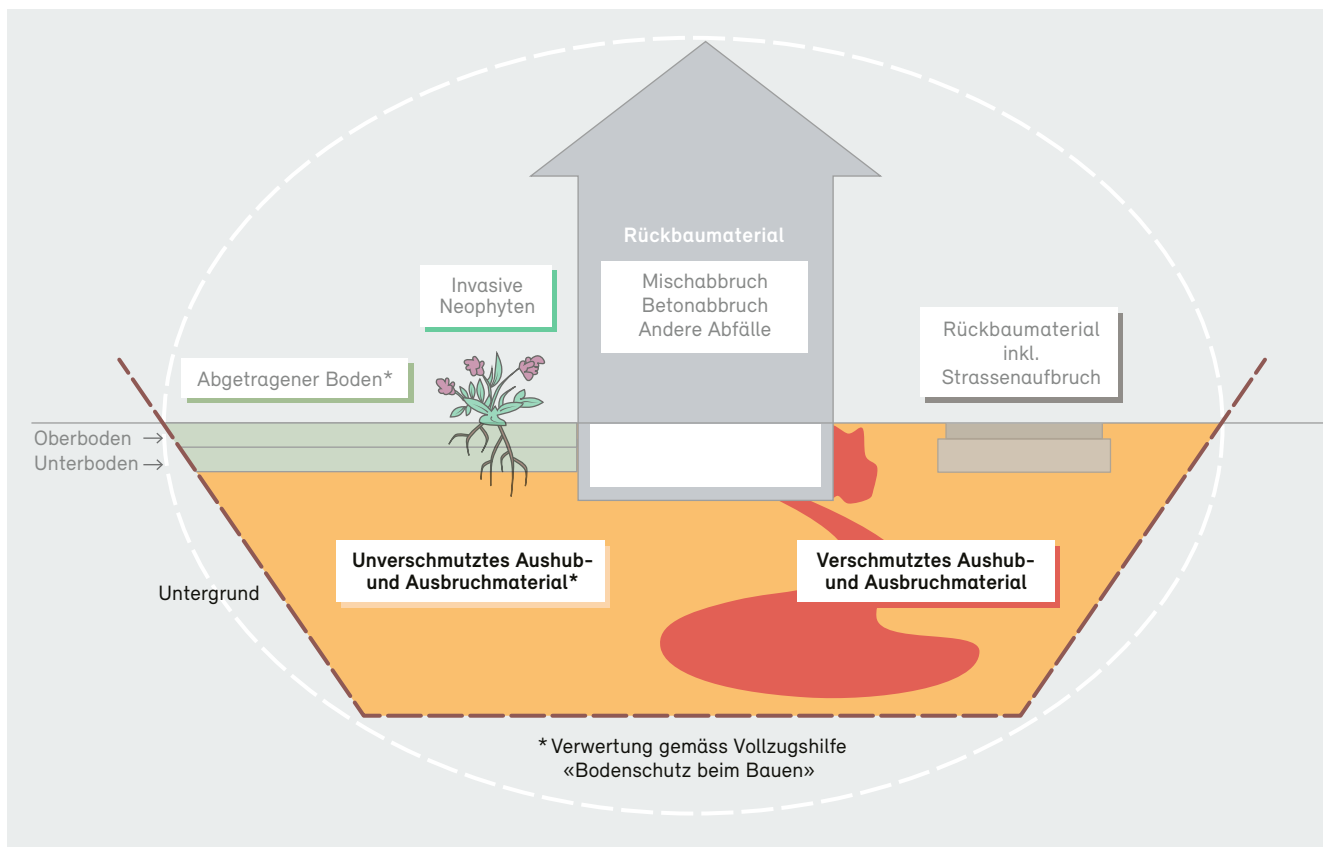 Rückbaumaterial
Mischabbruch
Betonabbruch
Andere Abfälle
Invasive
Neophyten
Rückbaumaterial
inkl.
Strassenaufbruch
Abgetragener Boden*
Oberboden →
Unterboden →
Unverschmutztes Aushub-
und Ausbruchmaterial*
Verschmutztes Aushub-
und Ausbruchmaterial
Untergrund
* Verwertung gemäss Vollzugshilfe
«Bodenschutz beim Bauen»